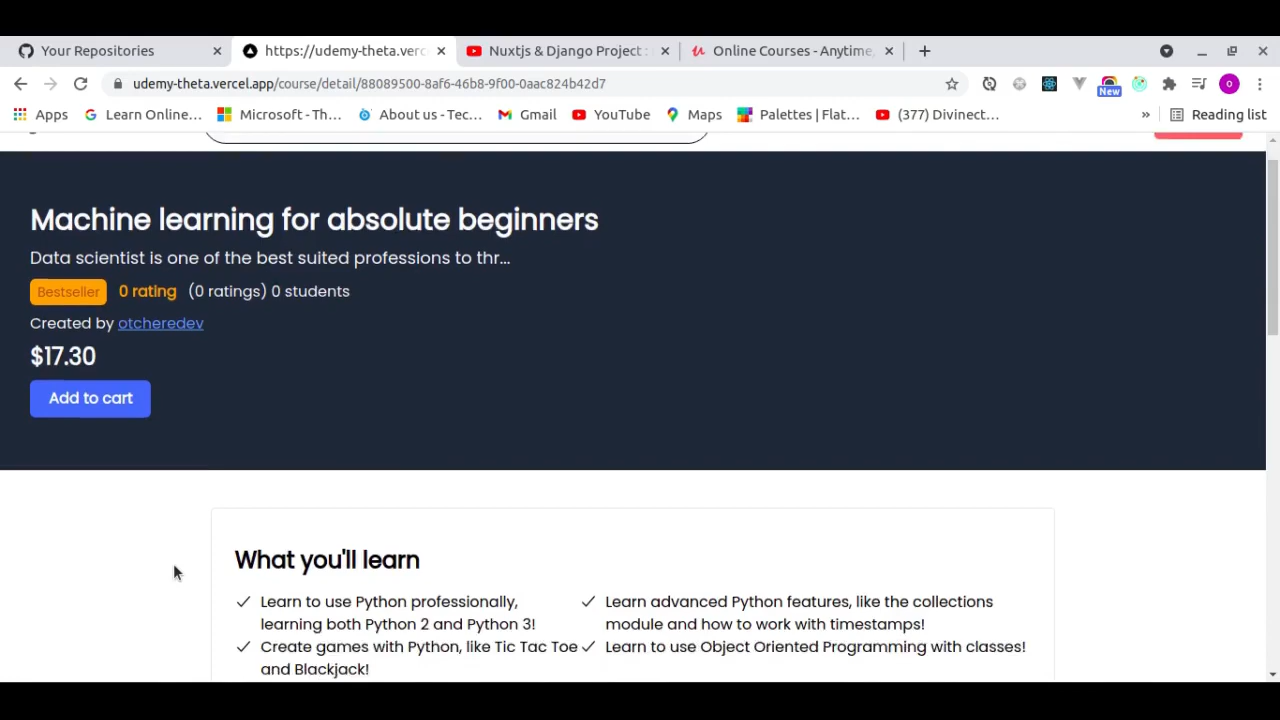 Your Repositories
https://udemy-theta.verc
Nuxtjs & Django Project :
Online Courses - Anytime,
udemy-theta.vercel.app/course/detail/88089500-8af6-46b8-9f00-0aac824b42d7
New
o
Apps
Learn Online...
Microsoft - Th...
About us - Tec...
Gmail
YouTube
Maps
Palettes | Flat...
(377) Divinect...
»
Reading list
Machine learning for absolute beginners
Data scientist is one of the best suited professions to thr...
Bestseller 0 rating (0 ratings) 0 students
Created by otcheredev
$17.30
Add to cart
What you'll learn
Learn to use Python professionally,
learning both Python 2 and Python 3!
Learn advanced Python features, like the collections
module and how to work with timestamps!
Create games with Python, like Tic Tac Toe
and Blackjack!
Learn to use Object Oriented Programming with classes!